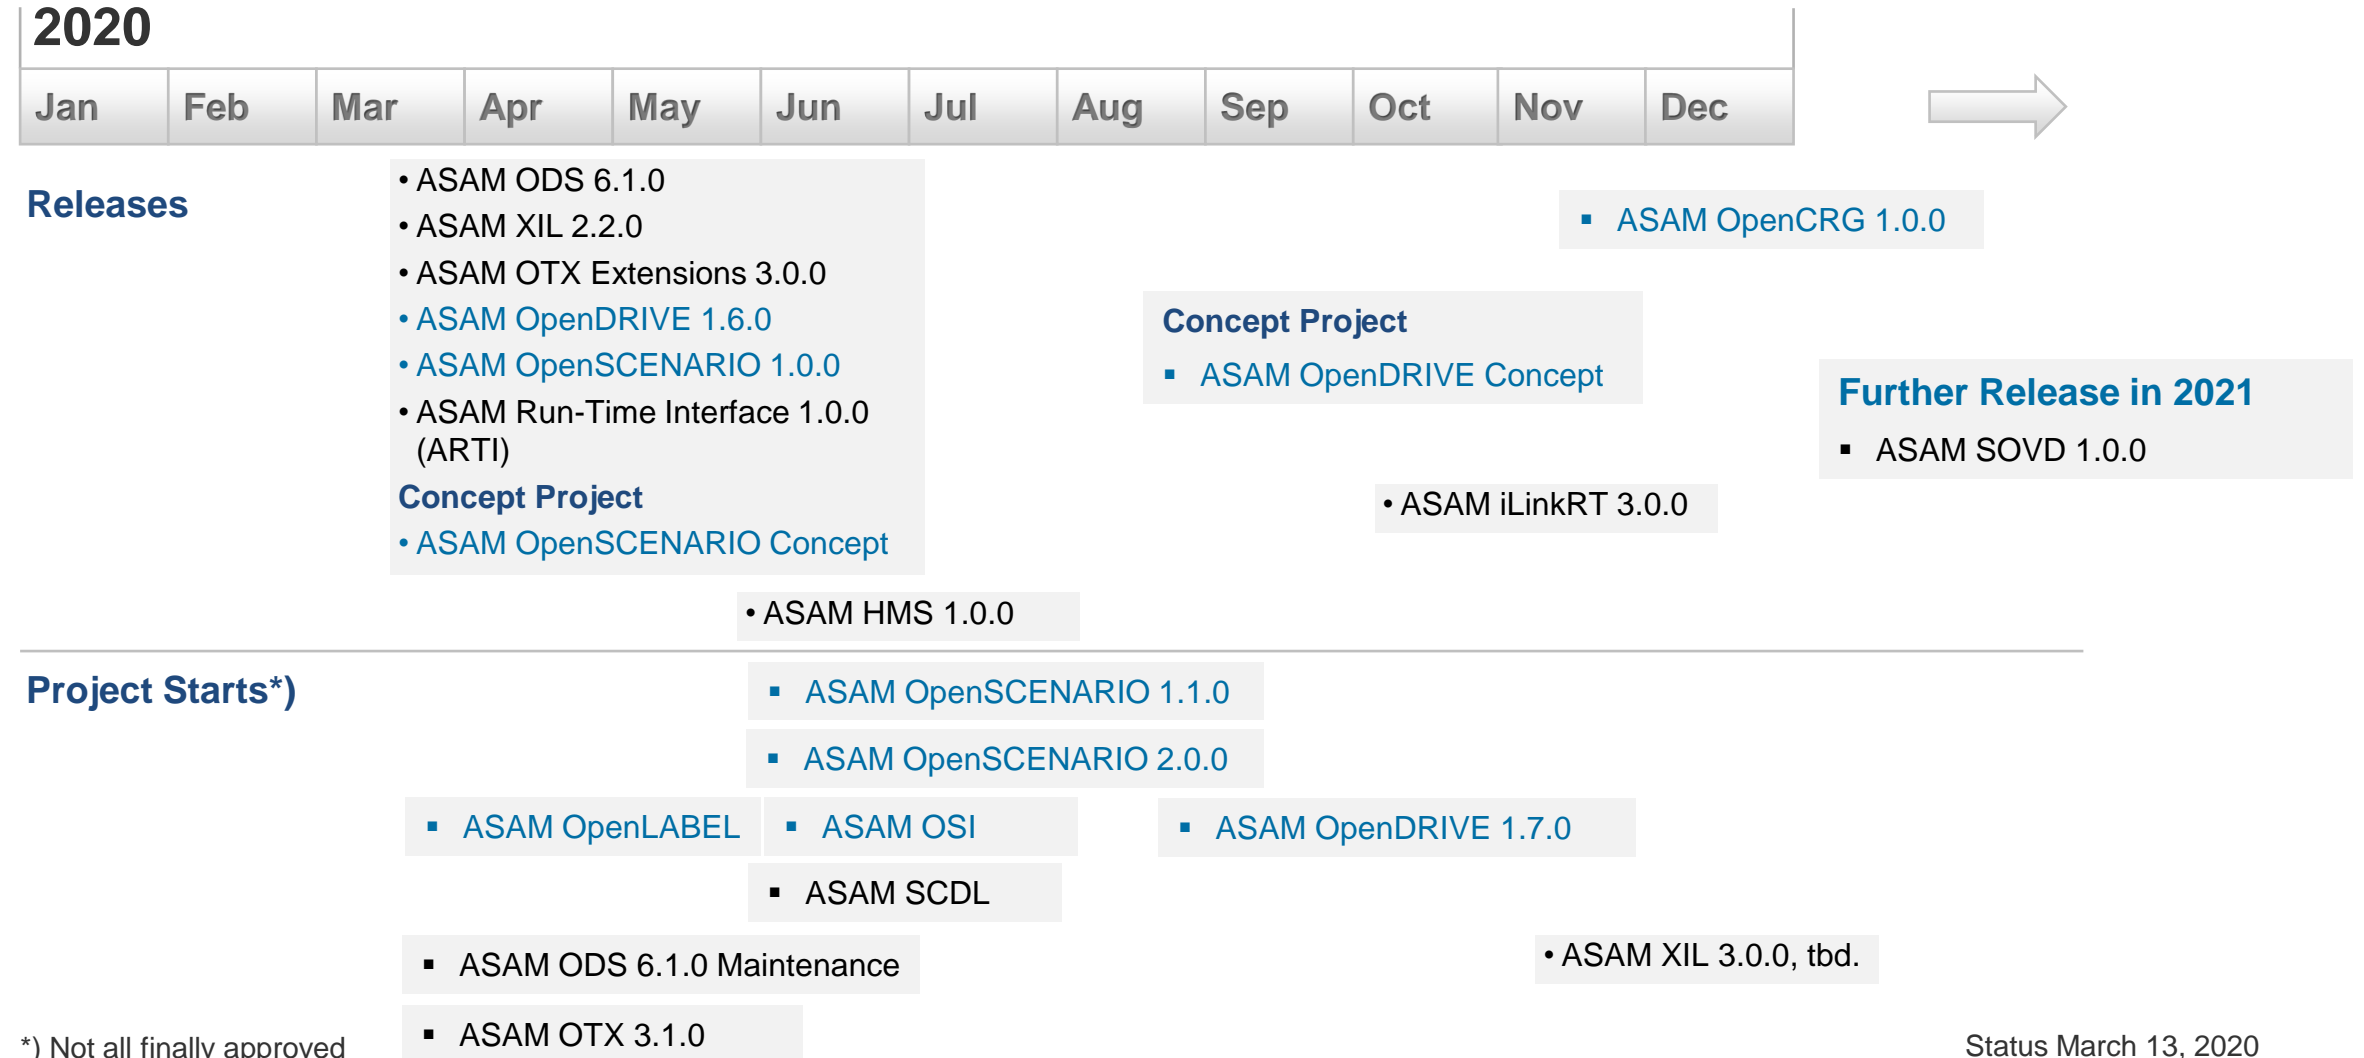 2020
Jan Feb Mar Apr May Jun Jul Aug Sep Oct Nov Dec
Releases
• ASAM ODS 6.1.0
• ASAM XIL 2.2.0
• ASAM OTX Extensions 3.0.0
• ASAM OpenDRIVE 1.6.0
• ASAM OpenSCENARIO 1.0.0
• ASAM Run-Time Interface 1.0.0
(ARTI)
Concept Project
• ASAM OpenSCENARIO Concept
▪ ASAM OpenCRG 1.0.0
Concept Project
▪ ASAM OpenDRIVE Concept
Further Release in 2021
▪ ASAM SOVD 1.0.0
• ASAM iLinkRT 3.0.0
• ASAM HMS 1.0.0
Project Starts*)
▪ ASAM OpenSCENARIO 1.1.0
▪ ASAM OpenSCENARIO 2.0.0
▪ ASAM OpenLABEL
▪ ASAM OSI
▪ ASAM OpenDRIVE 1.7.0
▪ ASAM SCDL
▪ ASAM ODS 6.1.0 Maintenance
• ASAM XIL 3.0.0, tbd.
▪ ASAM OTX 3.1.0
*) Not all finally approved
Status March 13, 2020